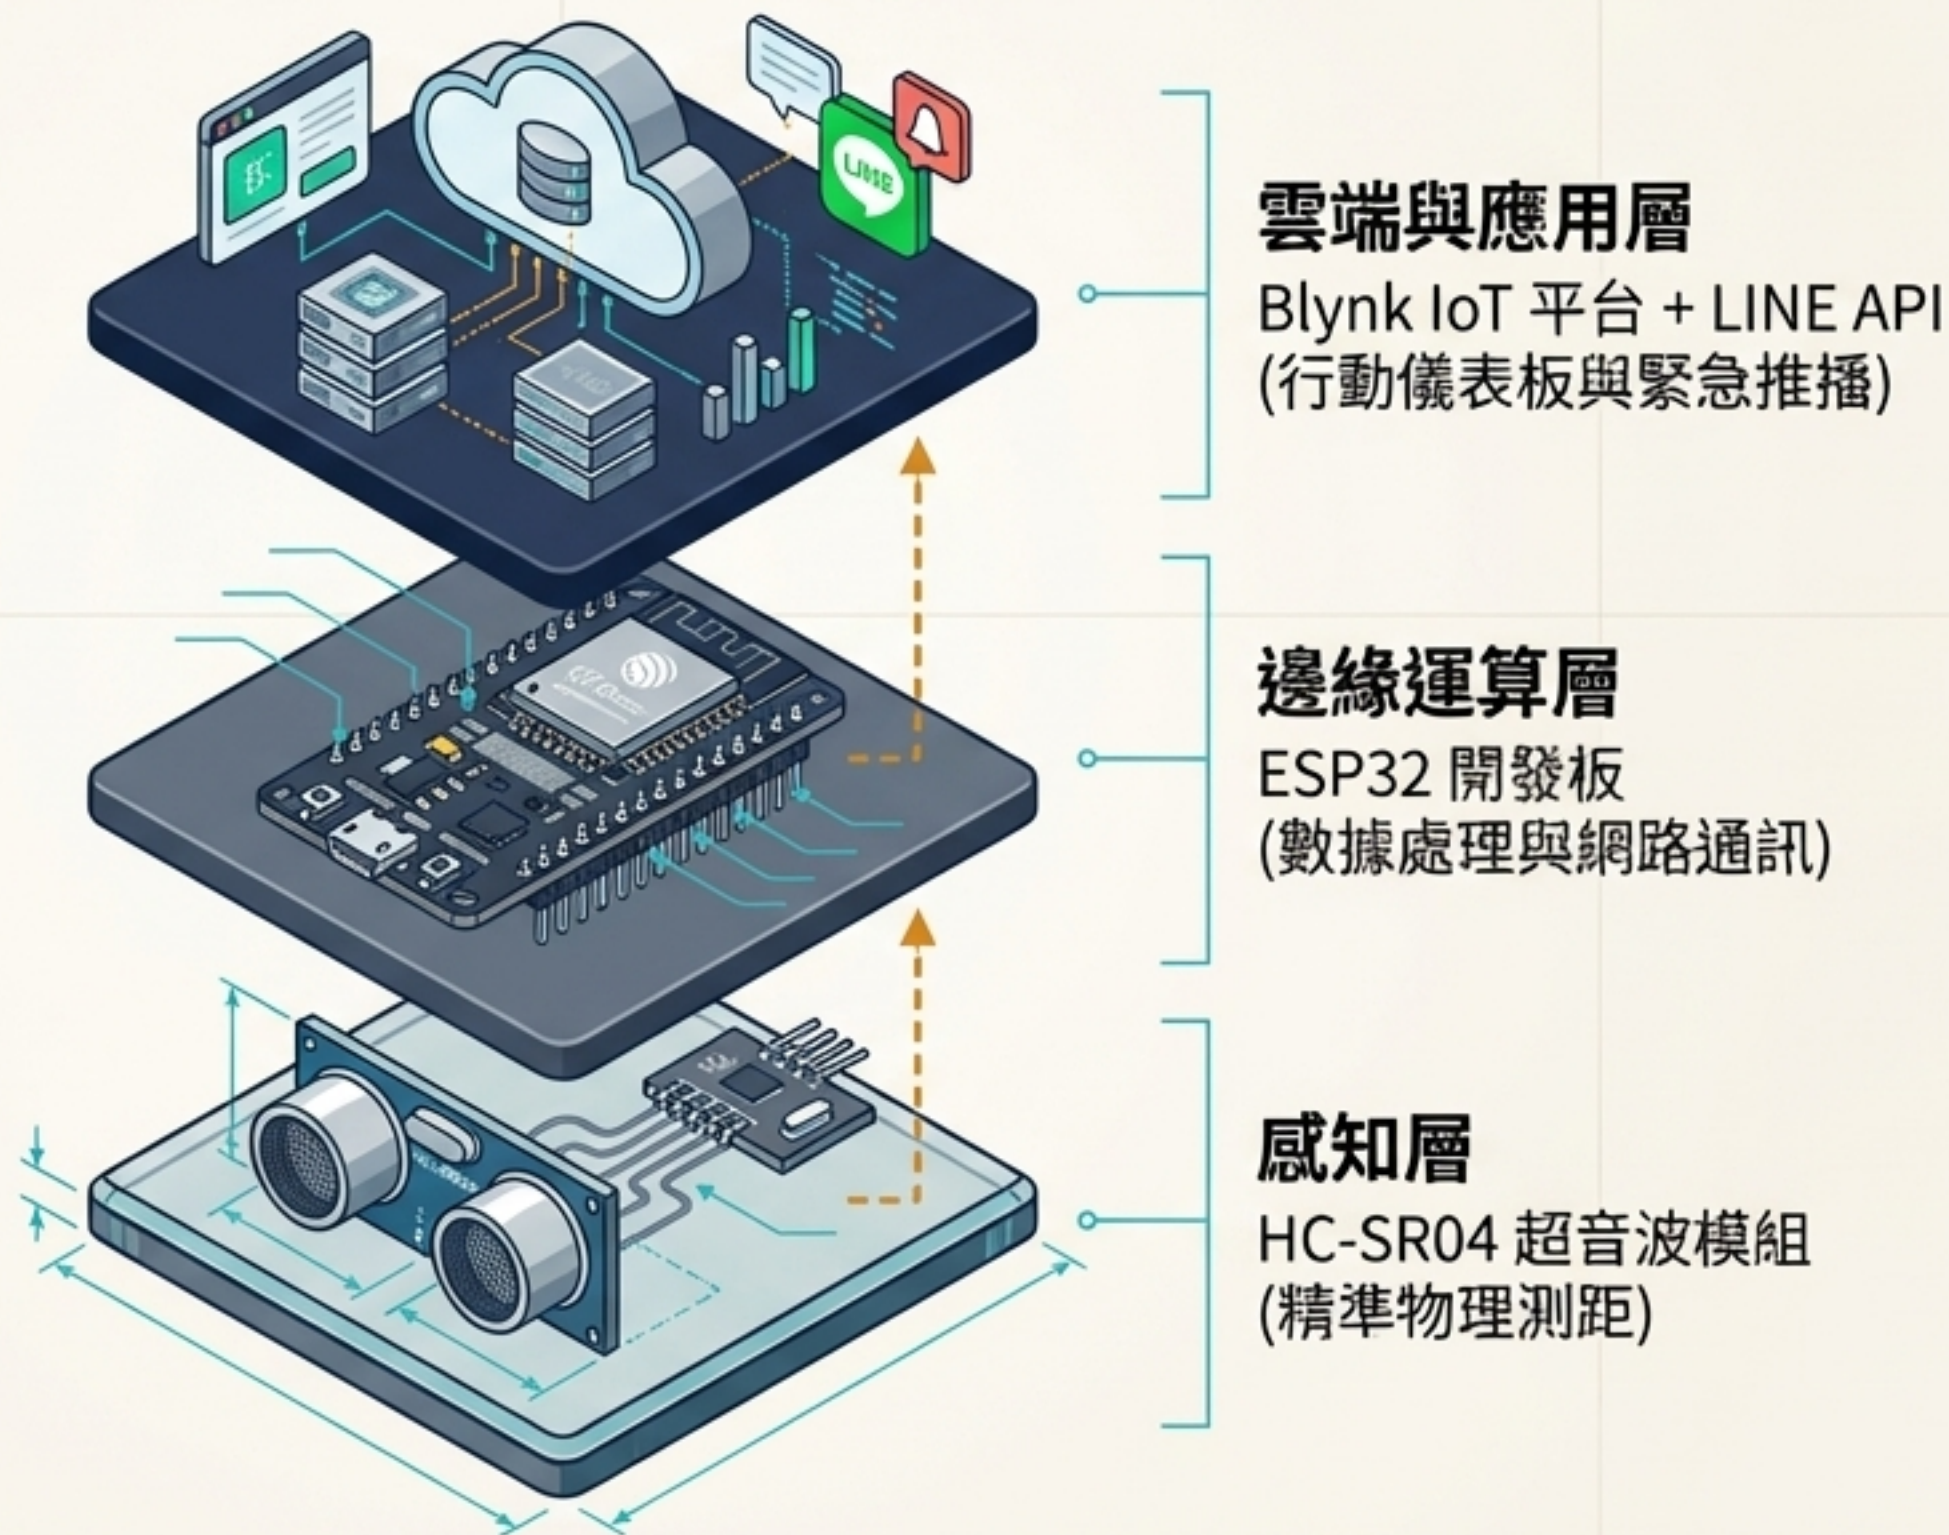 LINE
雲端與應用層
Blynk IoT 平台 + LINE API
(行動儀表板與緊急推播)
邊緣運算層
ESP32 開發板
(數據處理與網路通訊)
感知層
HC-SR04 超音波模組
(精準物理測距)